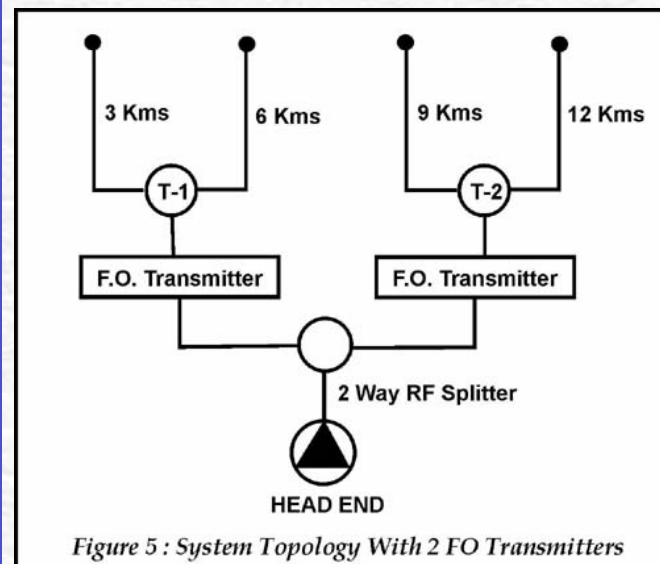 3 Kms
6 Kms
9 Kms
12 Kms
T-1
T-2
F.O. Transmitter
F.O. Transmitter
2 Way RF Splitter
HEAD END
Figure 5 : System Topology With 2 FO Transmitters